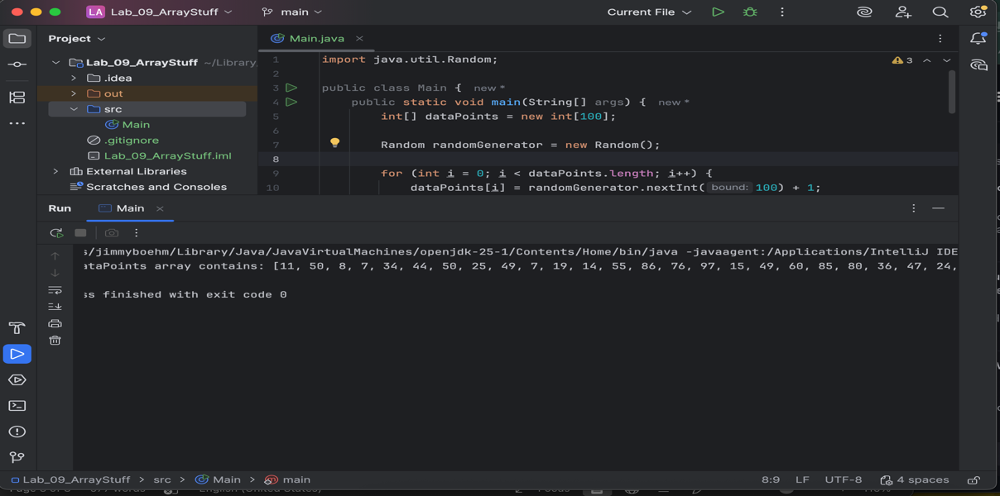 LA Lab_09_ArrayStuff main Current File
Project
Main.java
Lab_09_ArrayStuff ~/Library/
.idea
out
src
Main
.gitignore
Lab_09_ArrayStuff.iml
External Libraries
Scratches and Consoles
3
1 import java.util.Random;
2
3 public class Main { new *
4 public static void main(String[] args) { new *
5 int[] dataPoints = new int[100];
6
7 Random randomGenerator = new Random();
8
9 for (int i = 0; i < dataPoints.length; i++) {
10 dataPoints[i] = randomGenerator.nextInt( bound: 100) + 1;
Run Main
s/jimmyboehm/Library/Java/JavaVirtualMachines/openjdk-25-1/Contents/Home/bin/java -javaagent:/Applications/IntelliJ IDE
ataPoints array contains: [11, 50, 8, 7, 34, 44, 50, 25, 49, 7, 19, 14, 55, 86, 76, 97, 15, 49, 60, 85, 80, 36, 47, 24,
ss finished with exit code 0
Lab_09_ArrayStuff > src > Main > main 8:9 LF UTF-8 4 spaces
English (United States) Focus